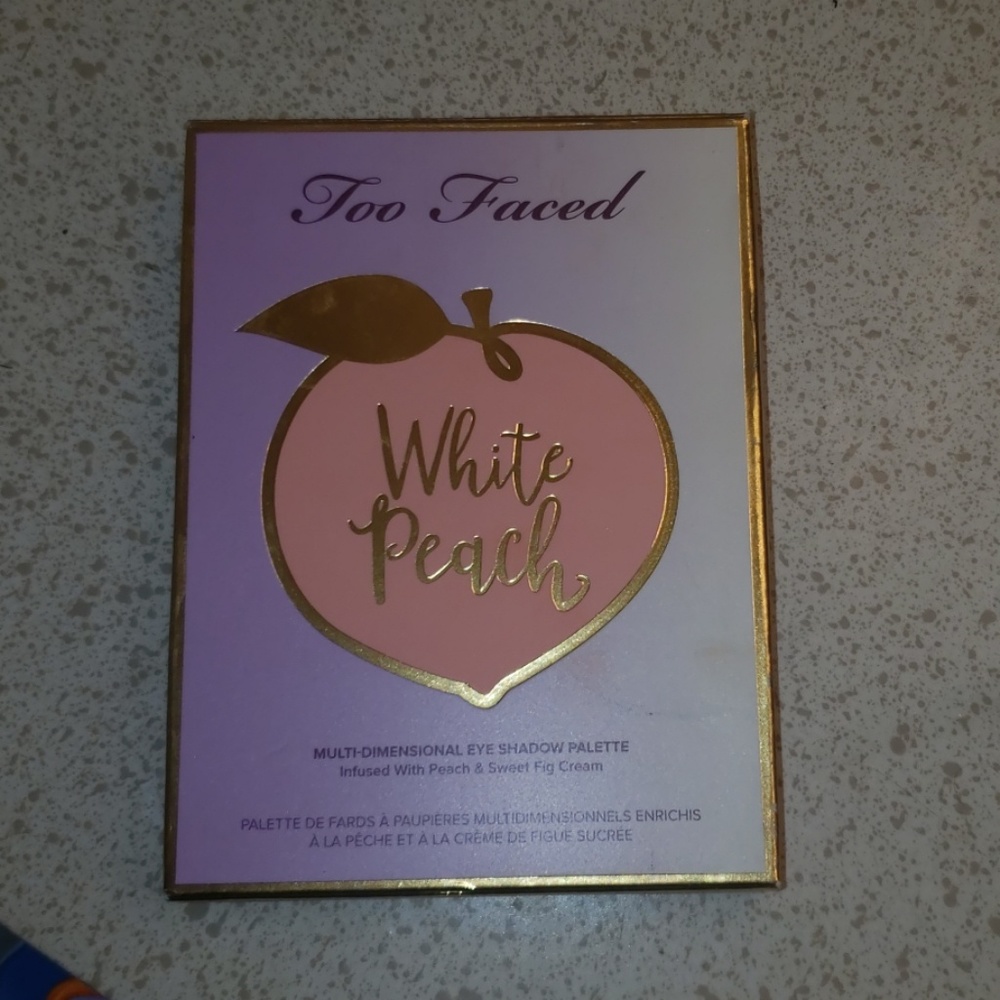 Too Faced
White
Peach
MULTI-DIMENSIONAL EYE SHADOW PALETTE
Infused With Peach & Sweet Fig Cream
PALETTE DE FARDS À PAUPIÈRES MULTIDIMENSIONNELS ENRICHIS
À LA PÊCHE ET À LA CRÈME DE FIGUE SUCRÉE